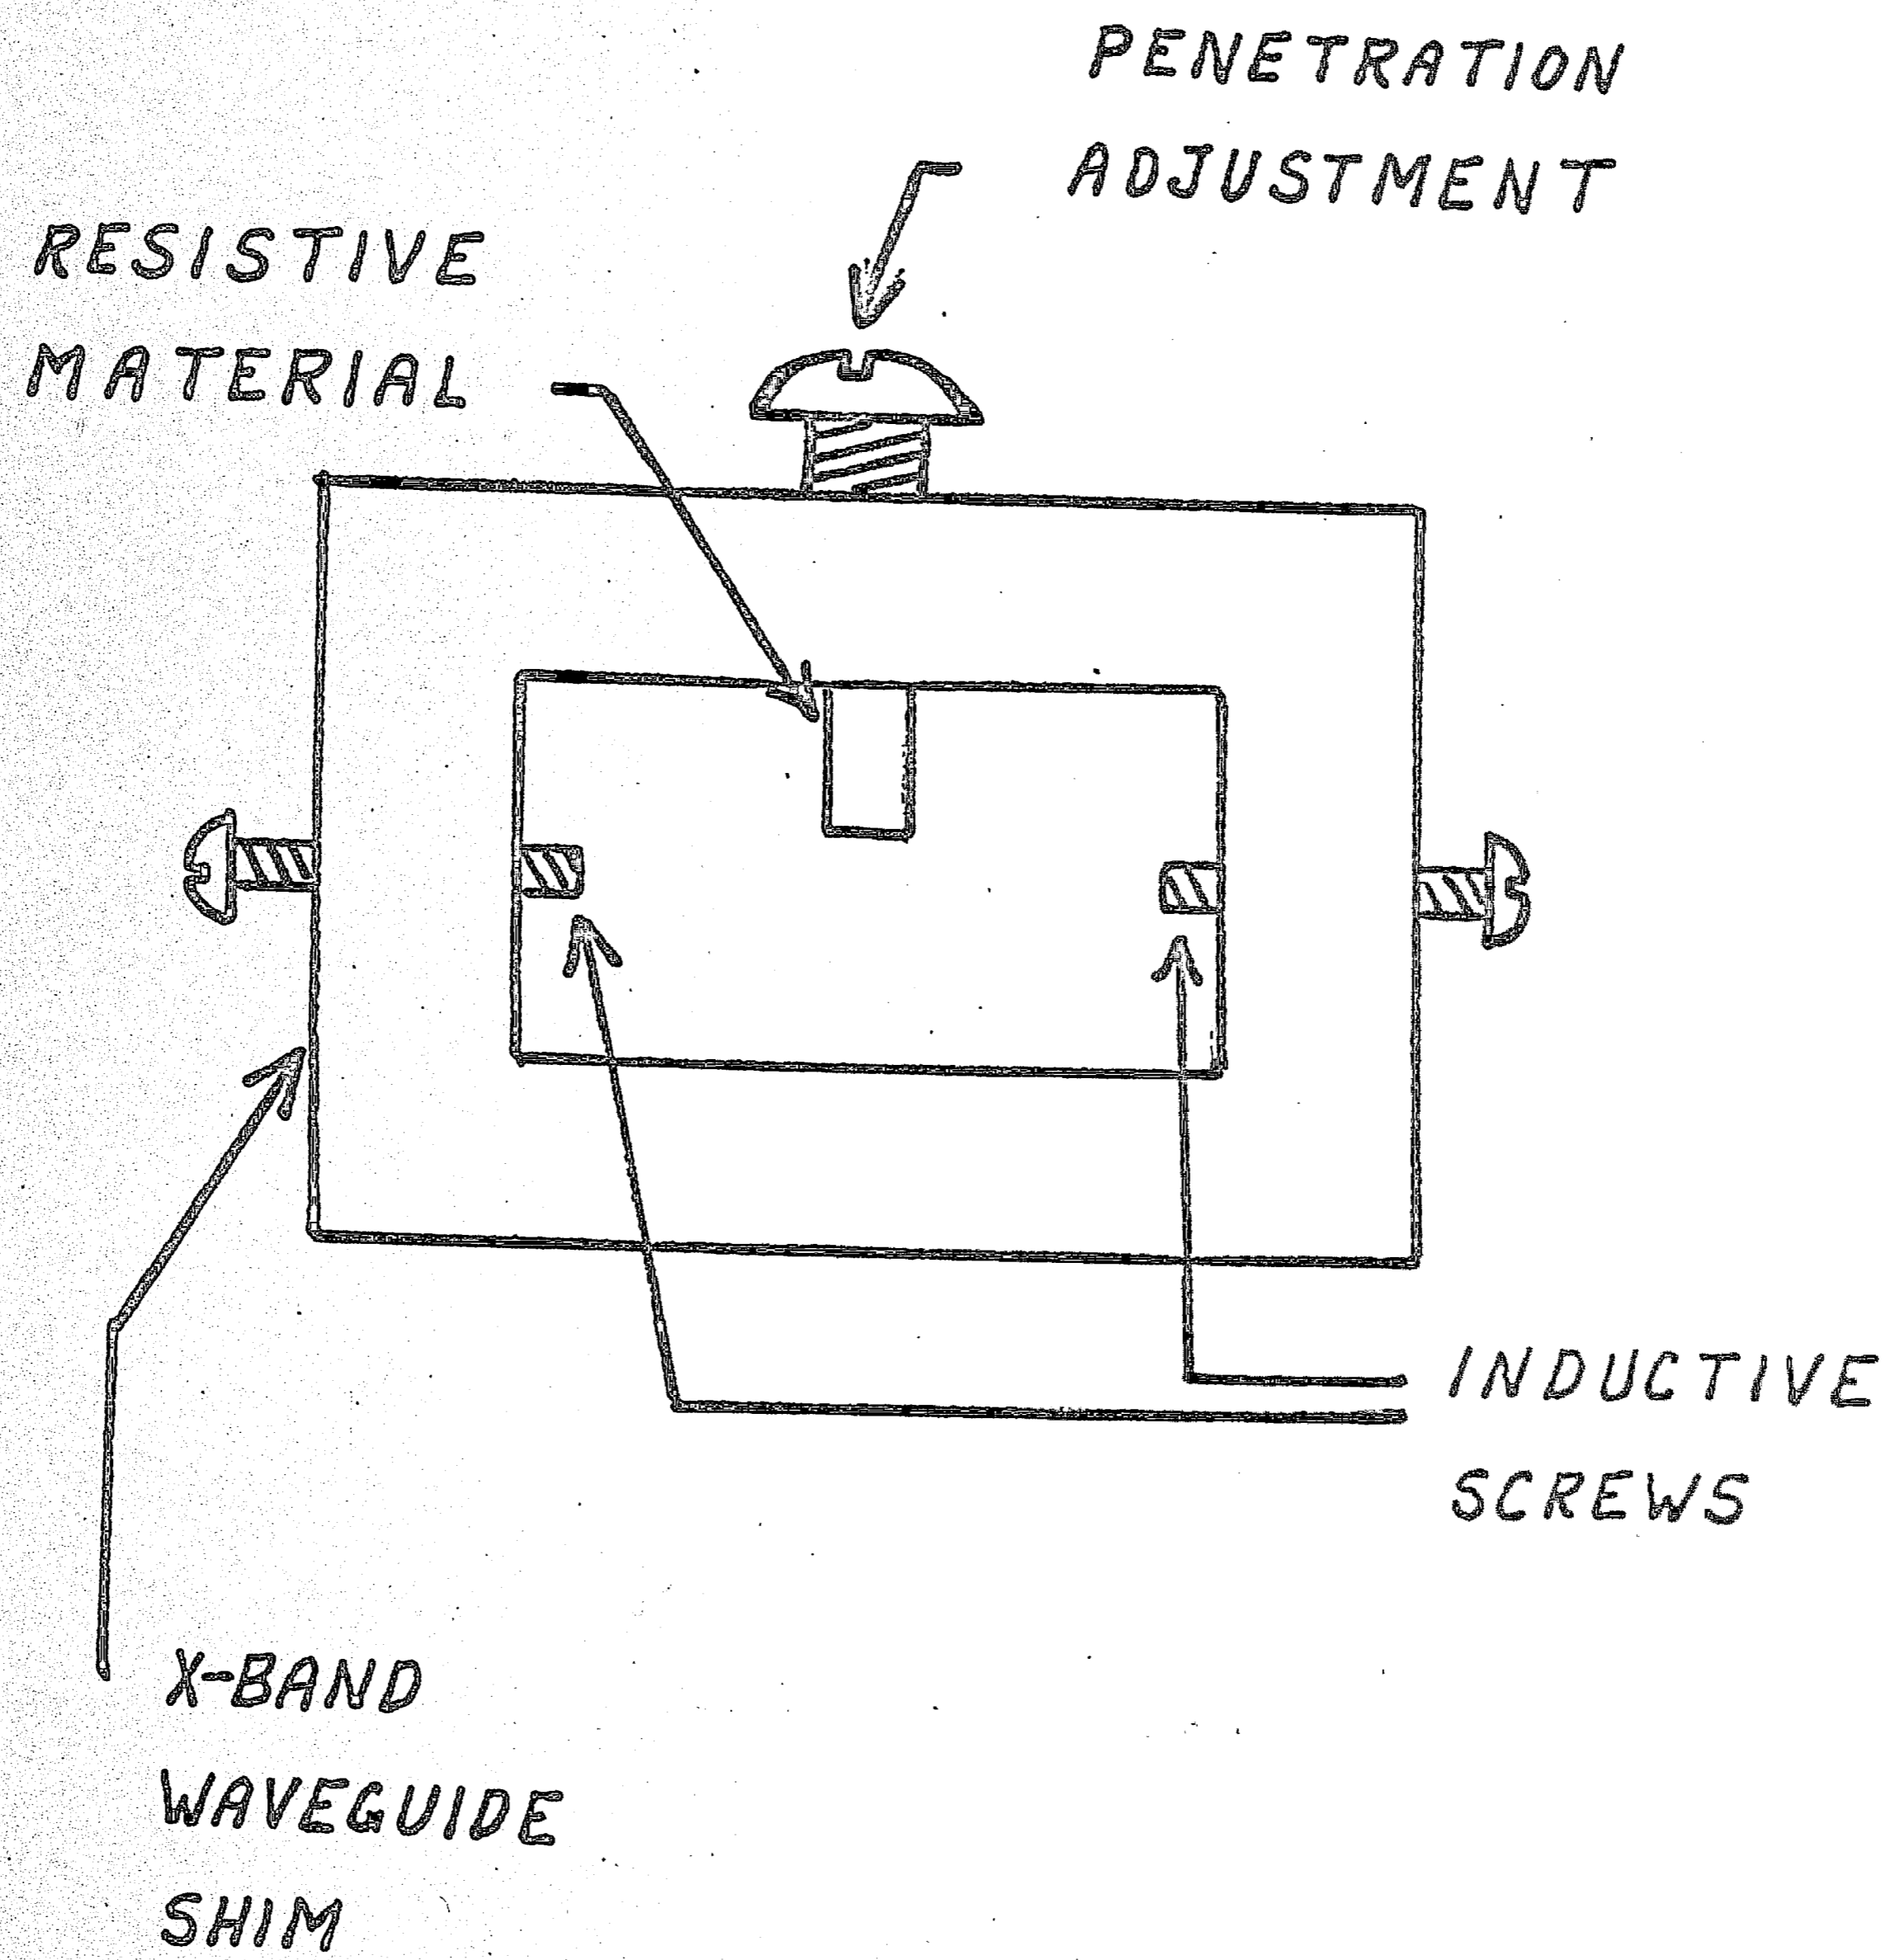 PENETRATION
ADJUSTMENT
RESISTIVE
MATERIAL
INDUCTIVE
SCREWS
X-BAND
WAVEGUIDE
SHIM